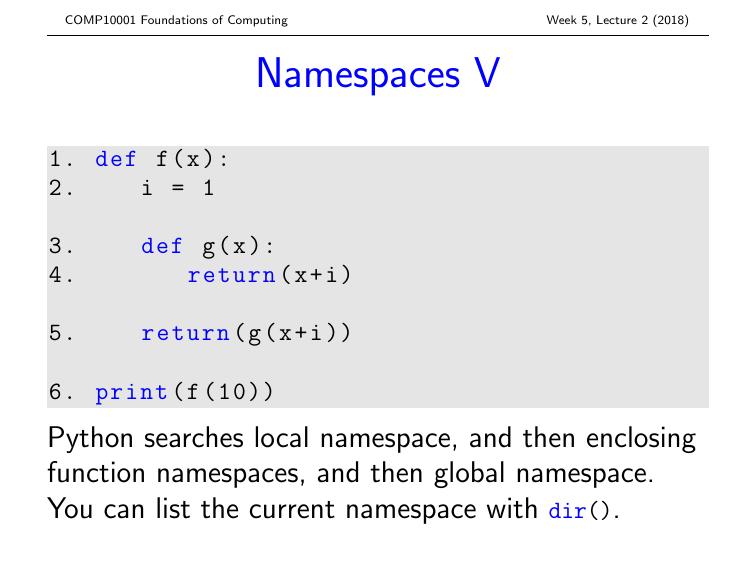 COMP10001 Foundations of Computing Week 5, Lecture 2 (2018)
Namespaces V
1. def f(x):
2.    i = 1
3.    def g(x):
4.       return(x+i)
5.    return(g(x+i))
6. print(f(10))
Python searches local namespace, and then enclosing
function namespaces, and then global namespace.
You can list the current namespace with dir().